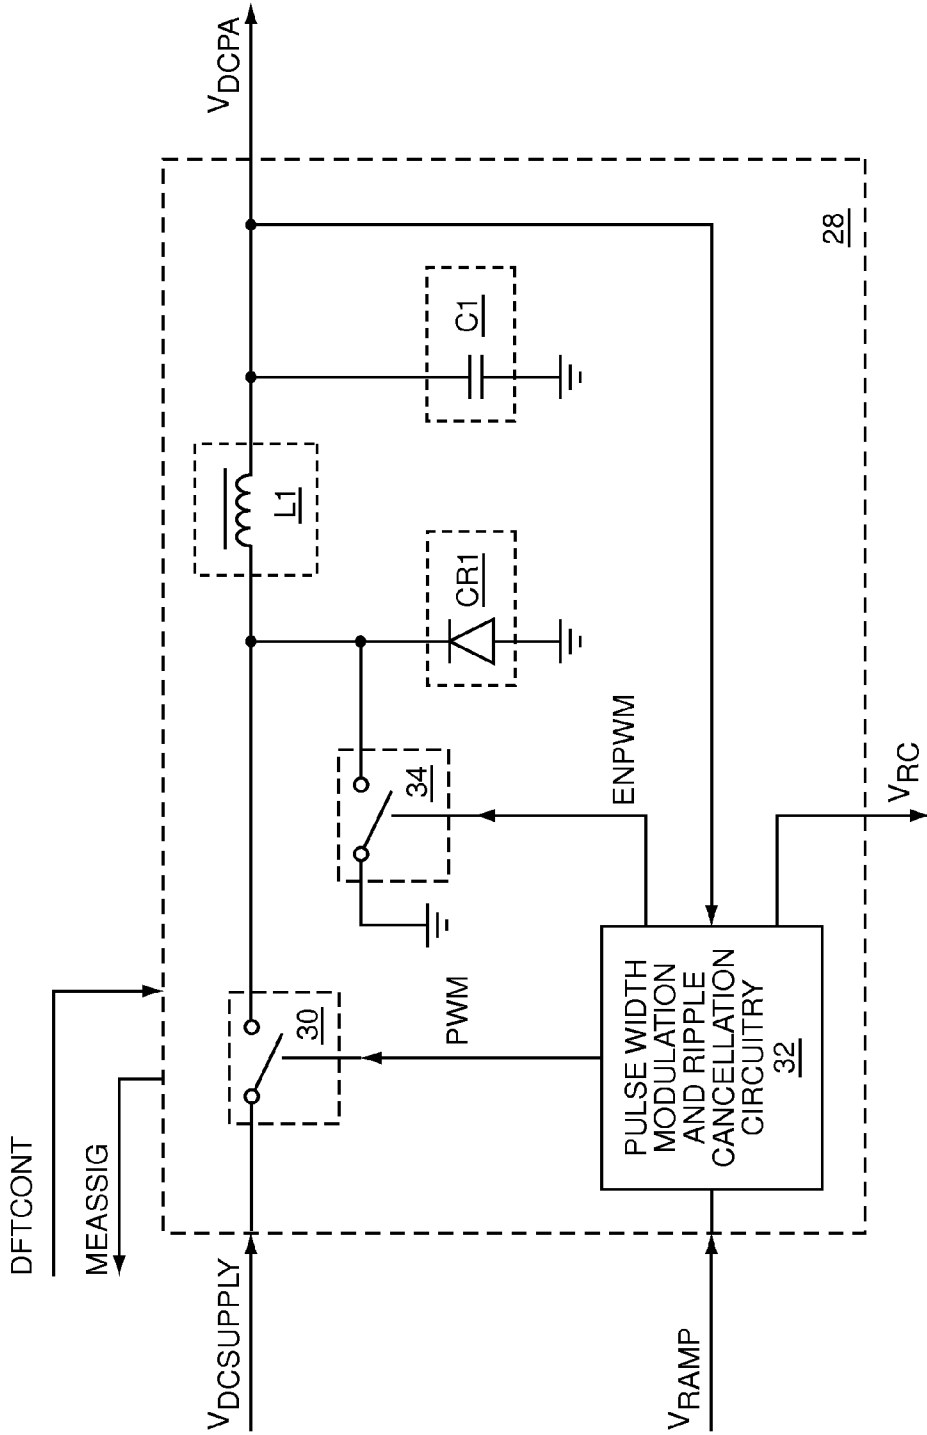 DFTCONT
MEASSIG
VDCSUPPLY
VDCPA
30
L1
34
CR1
C1
PWM
ENPWM
PULSE WIDTH
MODULATION
AND RIPPLE
CANCELLATION
CIRCUITRY
32
VRAMP
28
VRC